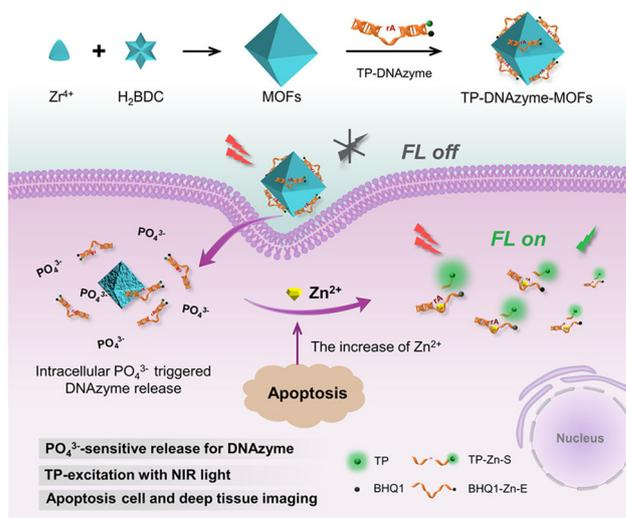 rA
TP-DNAzyme
Zr4+ + H2BDC MOFs TP-DNAzyme-MOFs
FL off
FL on
PO₄³⁻
PO₄³⁻
PO₄³⁻
PO₄³⁻
PO₄³⁻
Zn²⁺
rA
rA
rA
Intracellular PO₄³⁻ triggered
DNAzyme release
The increase of Zn²⁺
Apoptosis
Nucleus
PO₄³⁻-sensitive release for DNAzyme
TP-excitation with NIR light
Apoptosis cell and deep tissue imaging
TP TP-Zn-S
BHQ1 BHQ1-Zn-E